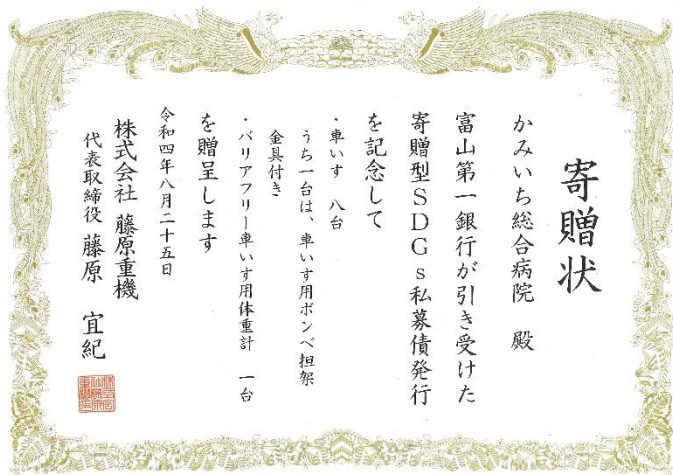 寄贈状
かみいち総合病院　殿
富山第一銀行が引き受けた
寄贈型ＳＤＧｓ私募債発行
を記念して
・車いす　八台
うち一台は、車いす用ボンベ担架
金具付き
・バリアフリー車いす用体重計　一台
を贈呈します
令和四年八月二十五日
株式会社 藤原重機
代表取締役 藤原　宜紀